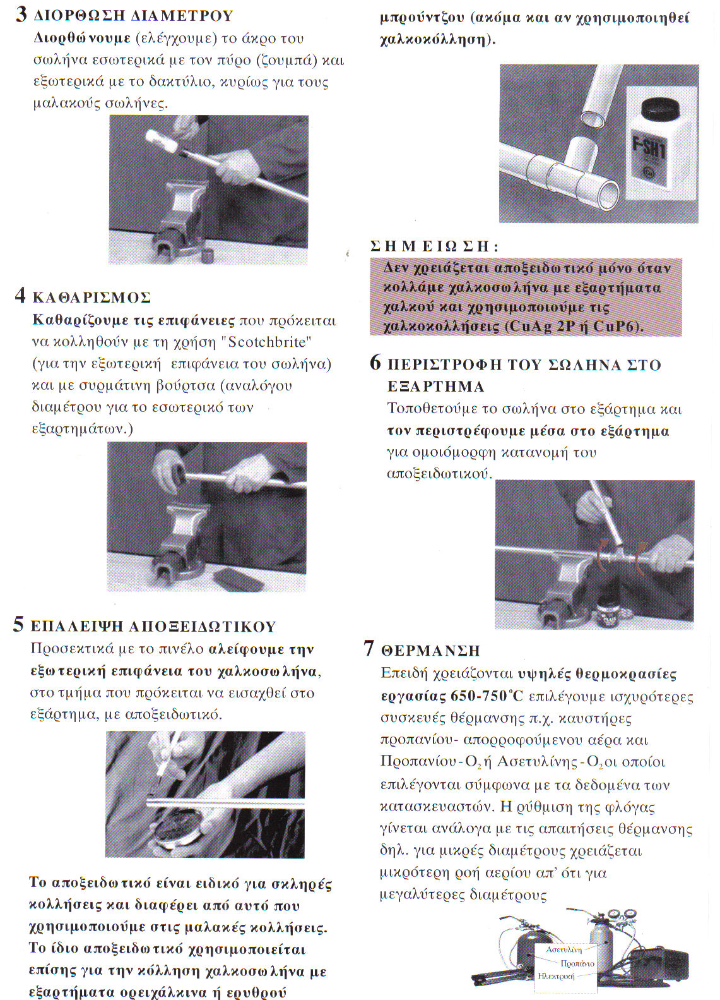 3 ΔΙΟΡΘΩΣΗ ΔΙΑΜΕΤΡΟΥ
Διορθώνουμε (ελέγχουμε) το άκρο του
σωλήνα εσωτερικά με τον πύρο (ζουμπά) και
εξωτερικά με το δακτύλιο, κυρίως για τους
μαλακούς σωλήνες.
4 ΚΑΘΑΡΙΣΜΟΣ
Καθαρίζουμε τις επιφάνειες που πρόκειται
να κολληθούν με τη χρήση "Scotchbrite"
(για την εξωτερική επιφάνεια του σωλήνα)
και με συρμάτινη βούρτσα (αναλόγου
διαμέτρου για το εσωτερικό των
εξαρτημάτων.)
5 ΕΠΑΛΕΙΨΗ ΑΠΟΞΕΙΔΩΤΙΚΟΥ
Προσεκτικά με το πινέλο αλείφουμε την
εξωτερική επιφάνεια του χαλκοσωλήνα,
στο τμήμα που πρόκειται να εισαχθεί στο
εξάρτημα, με αποξειδωτικό.
Το αποξειδωτικό είναι ειδικό για σκληρές
κολλήσεις και διαφέρει από αυτό που
χρησιμοποιούμε στις μαλακές κολλήσεις.
Το ίδιο αποξειδωτικό χρησιμοποιείται
επίσης για την κόλληση χαλκοσωλήνα με
εξαρτήματα ορειχάλκινα ή ερυθρού
μπρούντζου (ακόμα και αν χρησιμοποιηθεί
χαλκοκόλληση).
F-SH1
ΣΗΜΕΙΩΣΗ:
Δεν χρειάζεται αποξειδωτικό μόνο όταν
κολλάμε χαλκοσωλήνα με εξαρτήματα
χαλκού και χρησιμοποιούμε τις
χαλκοκολλήσεις (CuAg 2P ή CuP6).
6 ΠΕΡΙΣΤΡΟΦΗ ΤΟΥ ΣΩΛΗΝΑ ΣΤΟ
ΕΞΑΡΤΗΜΑ
Τοποθετούμε το σωλήνα στο εξάρτημα και
τον περιστρέφουμε μέσα στο εξάρτημα
για ομοιόμορφη κατανομή του
αποξειδωτικού.
7 ΘΕΡΜΑΝΣΗ
Επειδή χρειάζονται υψηλές θερμοκρασίες
εργασίας 650-750°C επιλέγουμε ισχυρότερες
συσκευές θέρμανσης π.χ. καυστήρες
προπανίου- απορροφούμενου αέρα και
Προπανίου-O₂ ή Ασετυλίνης-O₂ οι οποίοι
επιλέγονται σύμφωνα με τα δεδομένα των
κατασκευαστών. Η ρύθμιση της φλόγας
γίνεται ανάλογα με τις απαιτήσεις θέρμανσης
δηλ. για μικρές διαμέτρους χρειάζεται
μικρότερη ροή αερίου απ’ ότι για
μεγαλύτερες διαμέτρους
Ασετυλίνη
Προπάνιο
Ηλεκτρική